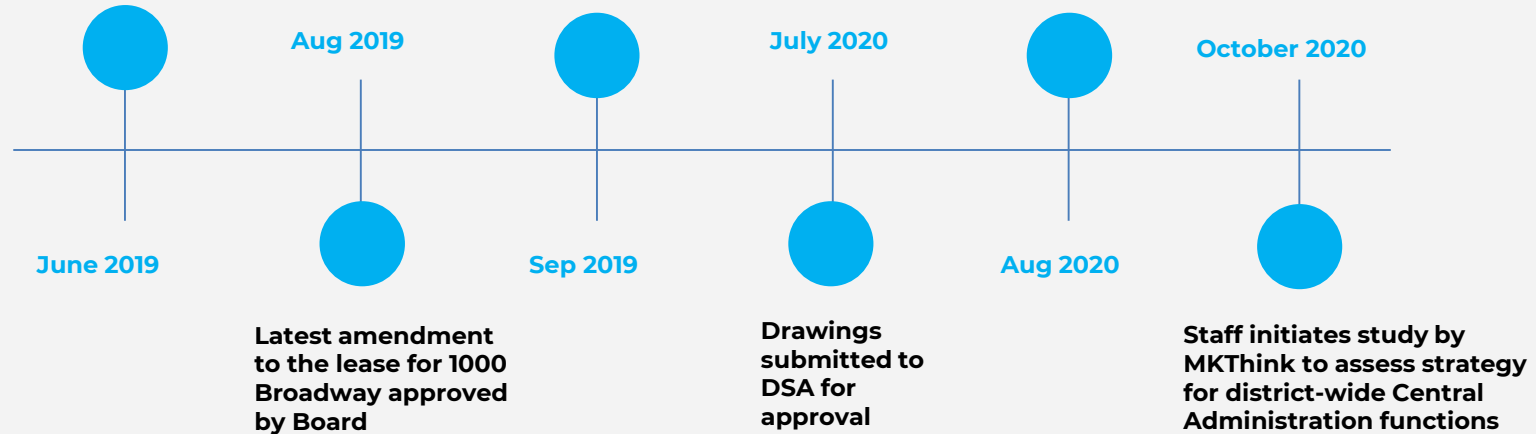 Aug 2019
July 2020
October 2020
June 2019
Sep 2019
Aug 2020
Latest amendment
to the lease for 1000
Broadway approved
by Board
Drawings
submitted to
DSA for
approval
Staff initiates study by
MKThink to assess strategy
for district-wide Central
Administration functions